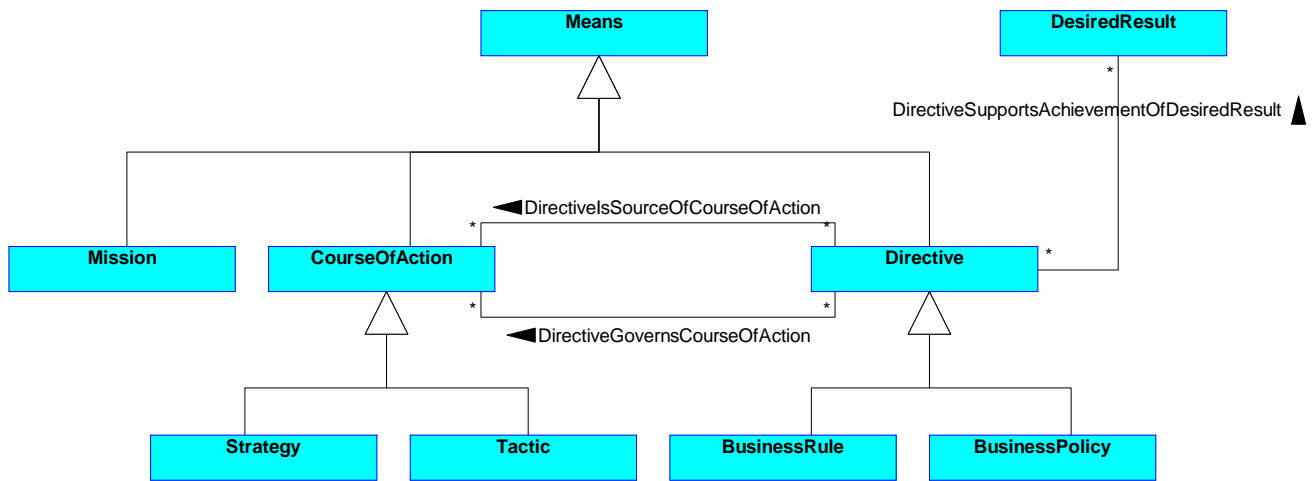 Means
DesiredResult
*
DirectiveSupportsAchievementOfDesiredResult
DirectiveIsSourceOfCourseOfAction
*
*
Mission
CourseOfAction
Directive
*
*
*
DirectiveGovernsCourseOfAction
Strategy
Tactic
BusinessRule
BusinessPolicy